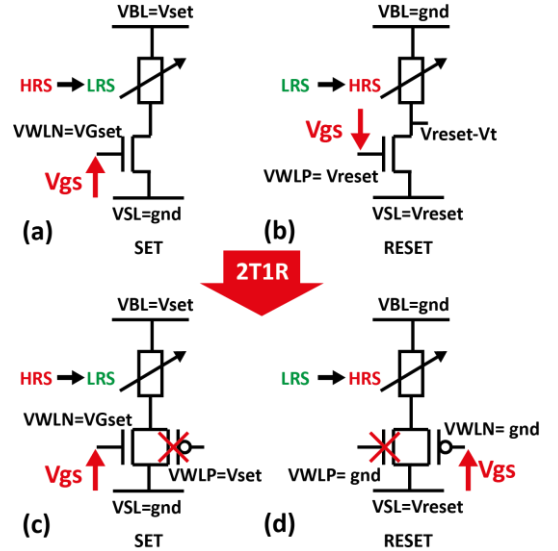 VBL=Vset
HRS LRS
VWLN=VGset
Vgs
VSL=gnd
(a)
SET
VBL=gnd
LRS HRS
Vgs
Vreset-Vt
VWLP= Vreset
VSL=Vreset
(b)
RESET
2T1R
VBL=Vset
HRS LRS
VWLN=VGset
Vgs
VWLP=Vset
VSL=gnd
(c)
SET
VBL=gnd
LRS HRS
VWLN= gnd
VWLP= gnd
Vgs
VSL=Vreset
(d)
RESET